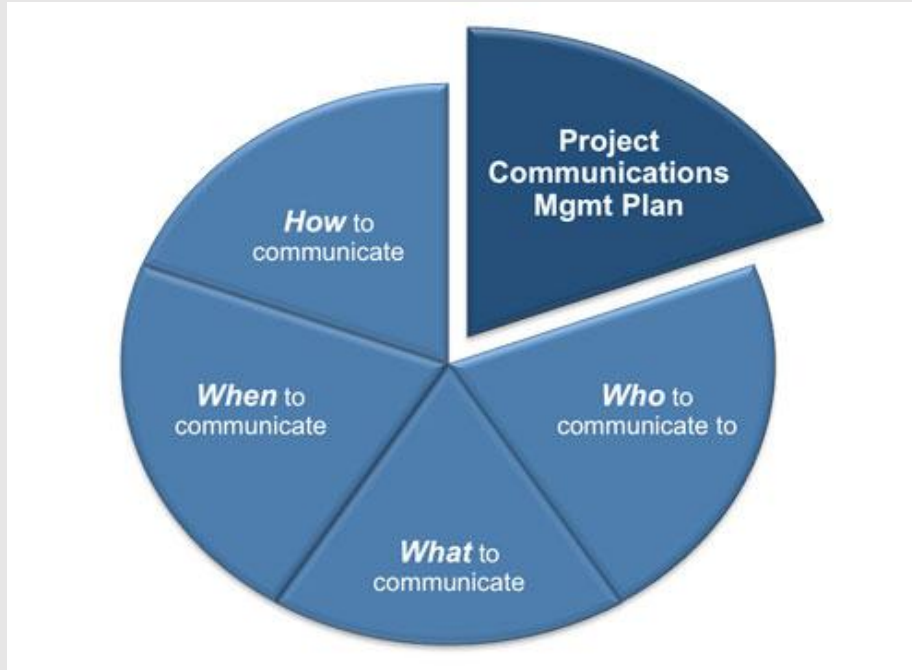 Project
Communications
Mgmt Plan
How to
communicate
When to
communicate
Who to
communicate to
What to
communicate